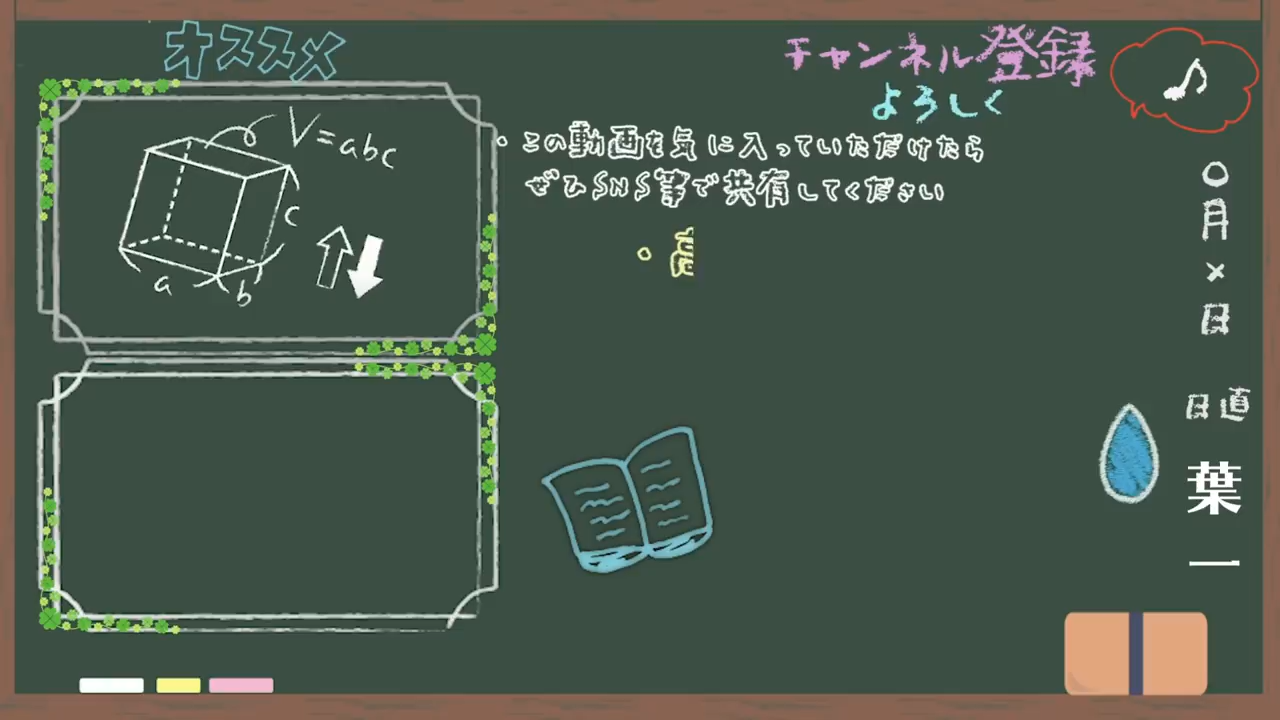 オススメ
チャンネル登録
よろしく
V=abc
a
b
c
・この動画を気に入っていただけたら
ぜひSNS等で共有してください
〇月×日
日直
葉一